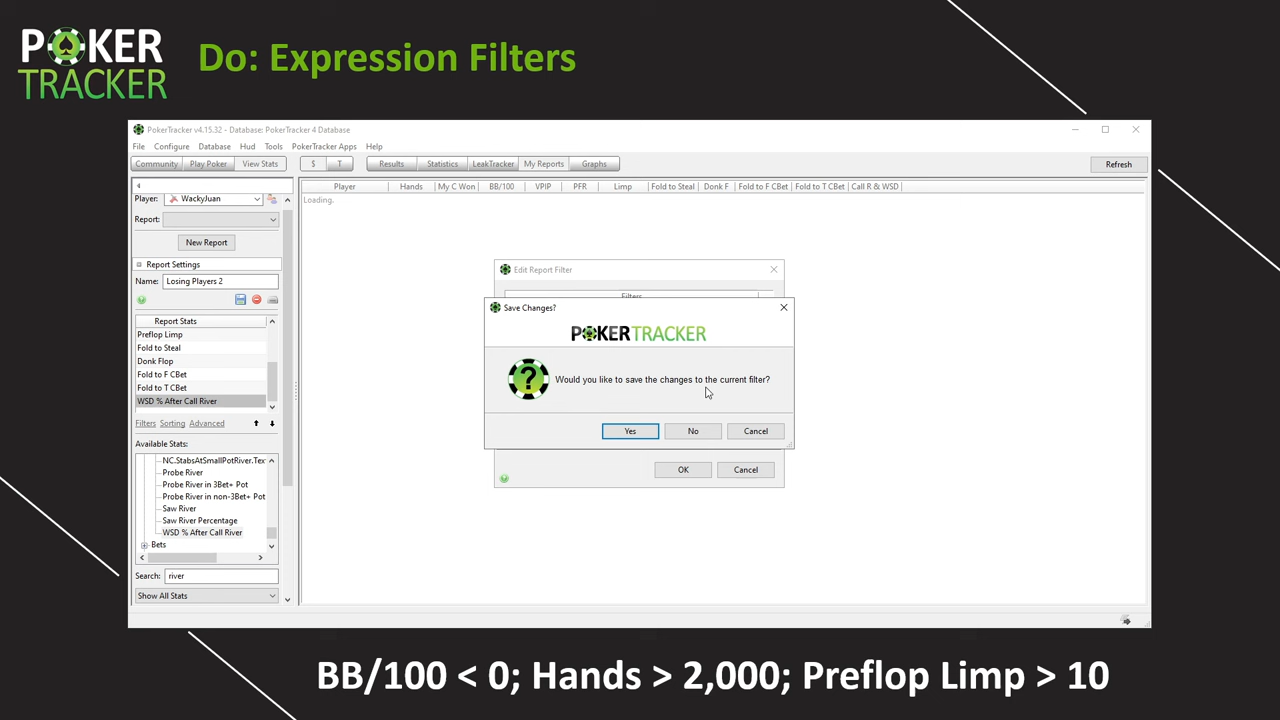 POKER
TRACKER
Do: Expression Filters
PokerTracker v4.15.32 - Database: PokerTracker 4 Database
File Configure Database Hud Tools PokerTracker Apps Help
Community Play Poker View Stats $ T Results Statistics LeakTracker My Reports Graphs Refresh
Player: WackyJuan
Report:
New Report
Report Settings
Name: Losing Players 2
Report Stats
Preflop Limp
Fold to Steal
Donk Flop
Fold to F CBet
Fold to T CBet
WSD % After Call River
Filters Sorting Advanced
Available Stats
NC.StabsAtSmallPotRiver.Tex
Probe River
Probe River in 3Bet+ Pot
Probe River in non-3Bet+ Pot
Saw River
Saw River Percentage
WSD % After Call River
Bets
Search: river
Show All Stats
Player Hands My C Won BB/100 VPIP PFR Limp Fold to Steal Donk F Fold to F CBet Fold to T CBet Call R & WSD
Loading.
Edit Report Filter
Filters
Save Changes?
POKERTRACKER
?
Would you like to save the changes to the current filter?
Yes No Cancel
OK Cancel
BB/100 < 0; Hands > 2,000; Preflop Limp > 10